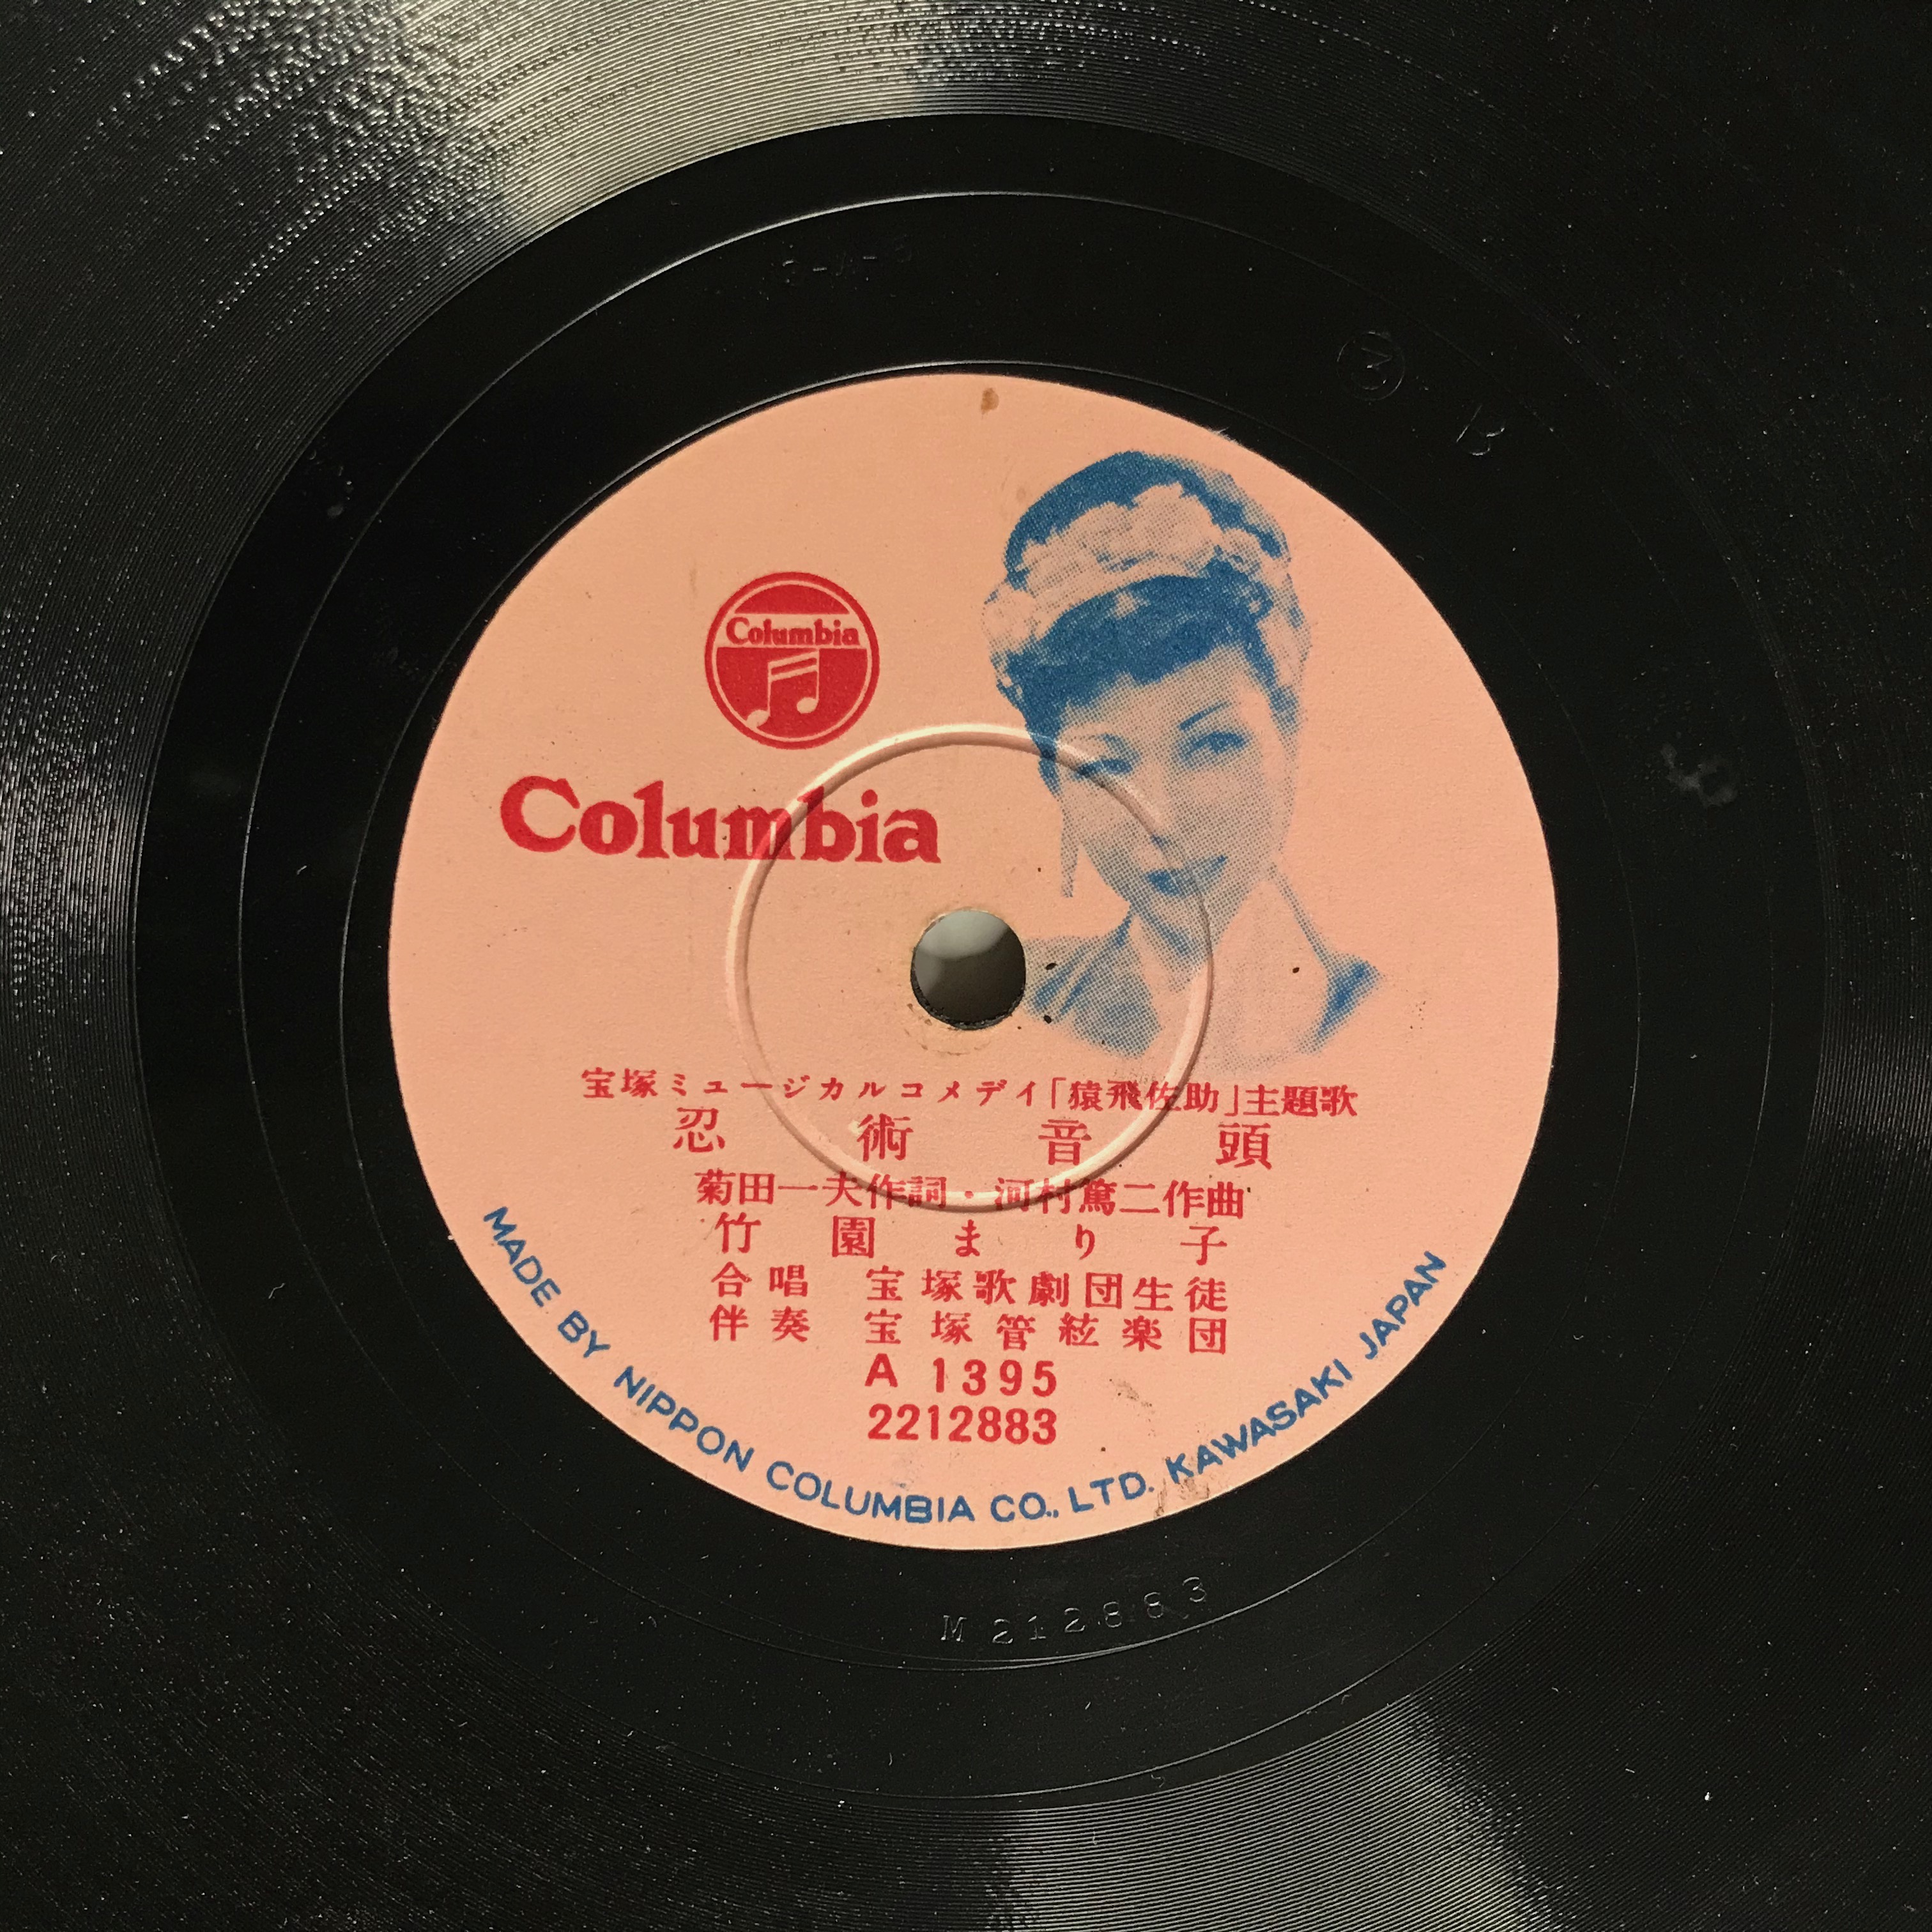 Columbia
Columbia
宝塚ミュージカルコメデイ「猿飛佐助」主題歌
忍術音頭
菊田一夫作詞・河村篤二作曲
竹園まり子
合唱 宝塚歌劇団生徒
伴奏 宝塚管絃楽団
A 1395
2212883
MADE BY NIPPON COLUMBIA CO., LTD. KAWASAKI JAPAN
M 212883